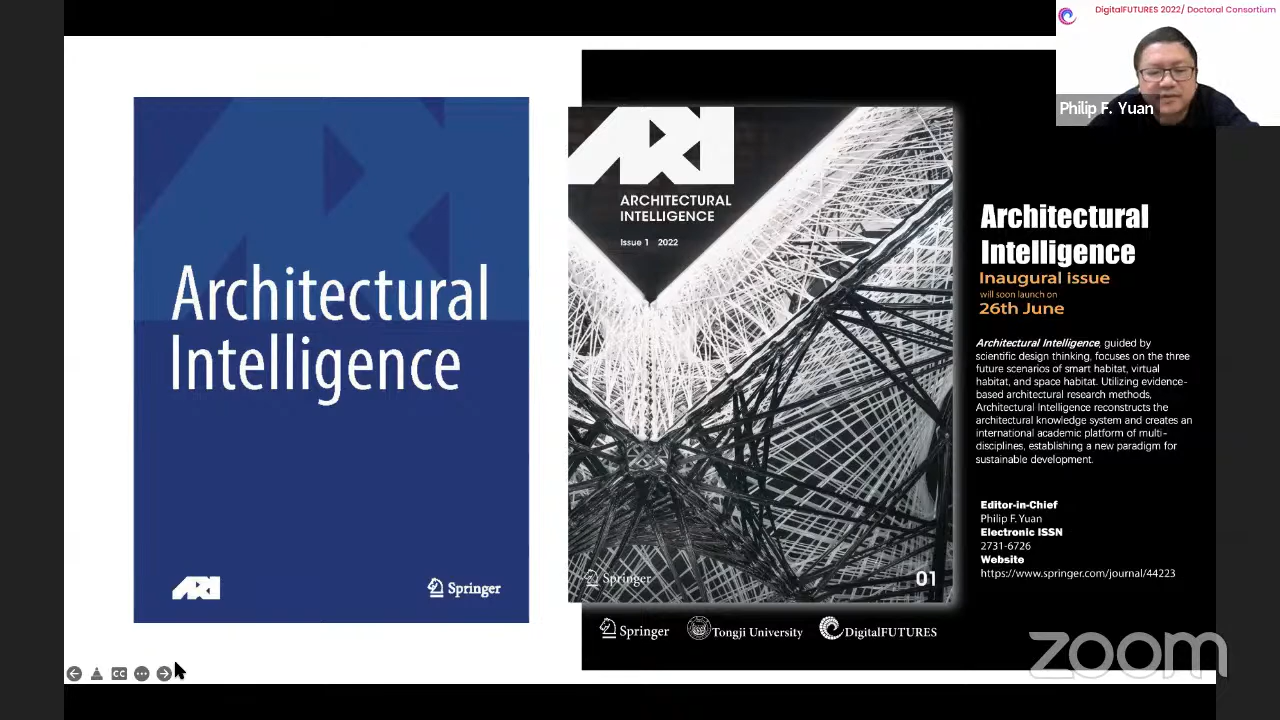 DigitalFUTURES 2022/ Doctoral Consortium
Philip F. Yuan
Architectural
Intelligence
Springer
ARCHITECTURAL
INTELLIGENCE
Issue 1 2022
Springer
01
Architectural
Intelligence
Inaugural issue
will soon launch on
26th June
Architectural Intelligence, guided by
scientific design thinking, focuses on the three
future scenarios of smart habitat, virtual
habitat, and space habitat. Utilizing evidence-
based architectural research methods,
Architectural Intelligence reconstructs the
architectural knowledge system and creates an
international academic platform of multi-
disciplines, establishing a new paradigm for
sustainable development.
Editor-in-Chief
Philip F. Yuan
Electronic ISSN
2731-6726
Website
https://www.springer.com/journal/44223
Springer
Tongji University
DigitalFUTURES
CC
zoom